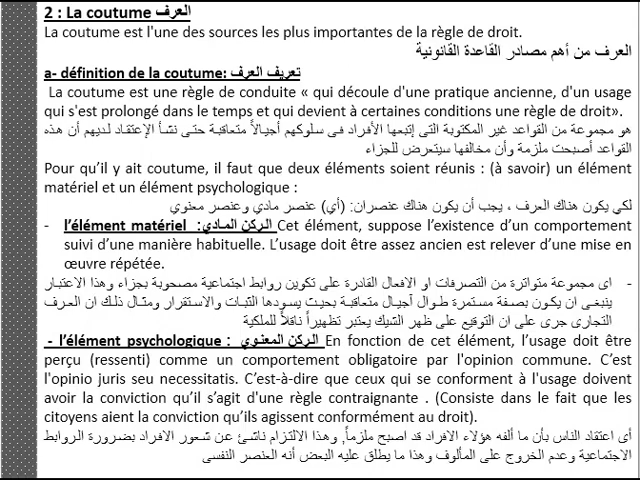 2 : La coutume العرف
La coutume est l'une des sources les plus importantes de la règle de droit.
العرف من أهم مصادر القاعدة القانونية
a- définition de la coutume: تعريف العرف:
La coutume est une règle de conduite « qui découle d'une pratique ancienne, d'un usage
qui s'est prolongé dans le temps et qui devient à certaines conditions une règle de droit».
هو مجموعة من القواعد غير المكتوبة التى إتبعها الأفراد فى سلوكهم أجيالاً متعاقبة حتى نشأ الإعتقاد لديهم أن هذه
القواعد أصبحت ملزمة وأن مخالفها سيتعرض للجزاء
Pour qu'il y ait coutume, il faut que deux éléments soient réunis : (à savoir) un élément
matériel et un élément psychologique :
لكي يكون هناك العرف ، يجب أن يكون هناك عنصران: (أي) عنصر مادي وعنصر معنوي
- l'élément matériel: الركن المادي: Cet élément, suppose l'existence d'un comportement
suivi d'une manière habituelle. L'usage doit être assez ancien est relever d'une mise en
œuvre répétée.
- اى مجموعة متواترة من التصرفات او الافعال القادرة على تكوين روابط اجتماعية مصحوبة بجزاء وهذا الاعتبار
ينبغى ان يكون بصفة مستمرة طوال أجيال متعاقبة بحيث يسودها الثبات والاستقرار ومثال ذلك ان العرف
التجارى جرى على ان التوقيع على ظهر الشيك يعتبر تظهيراً ناقلاً للملكية
- l'élément psychologique : الركن المعنوي: En fonction de cet élément, l'usage doit être
perçu (ressenti) comme un comportement obligatoire par l'opinion commune. C'est
l'opinio juris seu necessitatis. C'est-à-dire que ceux qui se conforment à l'usage doivent
avoir la conviction qu'il s'agit d'une règle contraignante . (Consiste dans le fait que les
citoyens aient la conviction qu'ils agissent conformément au droit).
أى اعتقاد الناس بأن ما ألفه هؤلاء الافراد قد اصبح ملزماً, وهذا الالتزام ناشئ عن شعور الافراد بضرورة الروابط
الاجتماعية وعدم الخروج على المألوف وهذا ما يطلق عليه البعض أنه العنصر النفسى